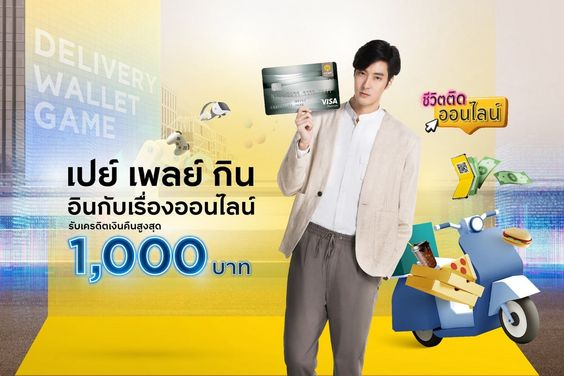 DELIVERY
WALLET
GAME
VISA
ชีวิตติด
ออนไลน์
เปย์ เพลย์ กิน
อินกับเรื่องออนไลน์
รับเครดิตเงินคืนสูงสุด
1,000 บาท